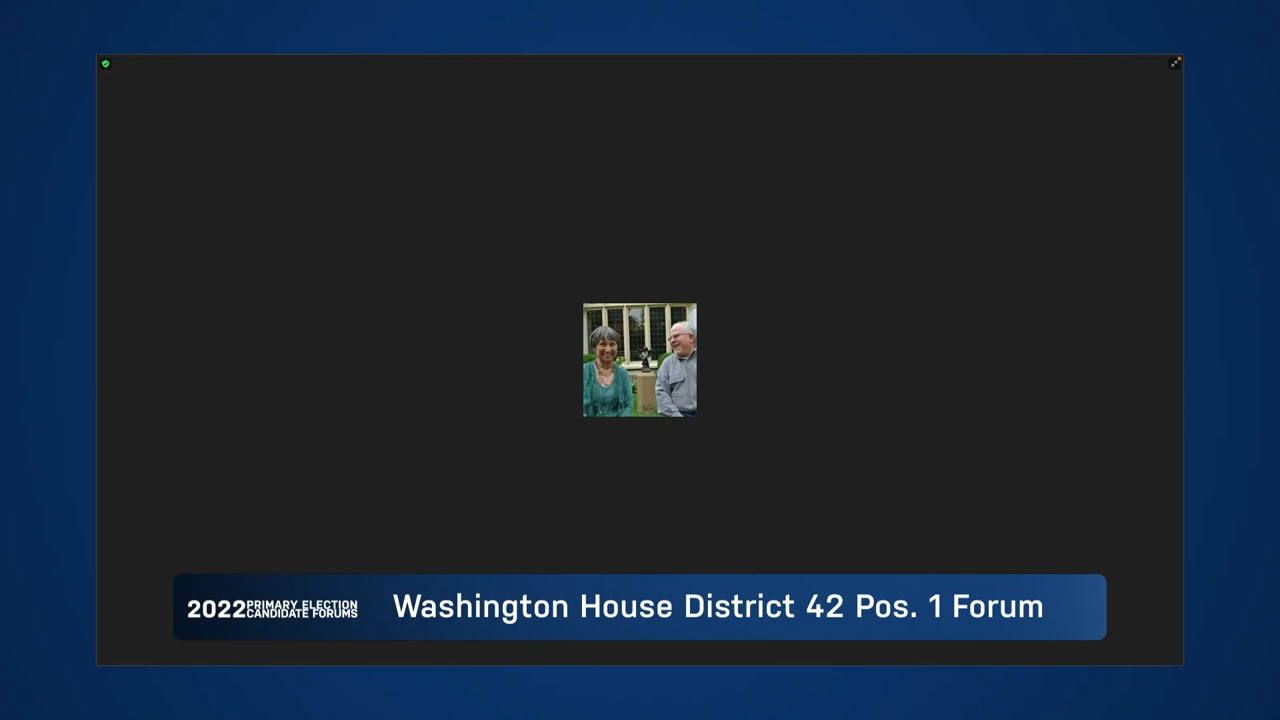 2022 PRIMARY ELECTION
CANDIDATE FORUMS
Washington House District 42 Pos. 1 Forum